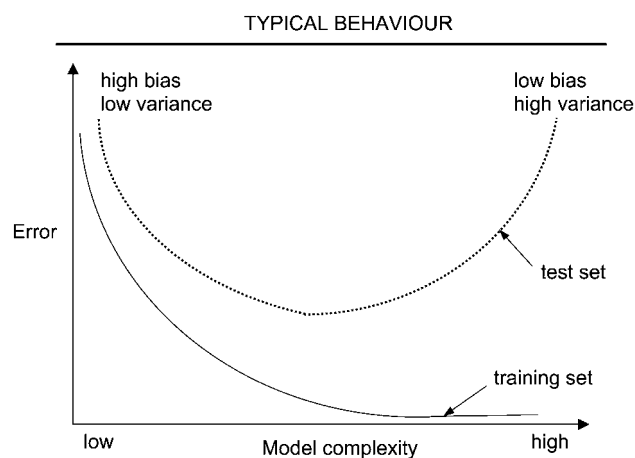 TYPICAL BEHAVIOUR
high bias
low variance
low bias
high variance
Error
test set
training set
low
Model complexity
high